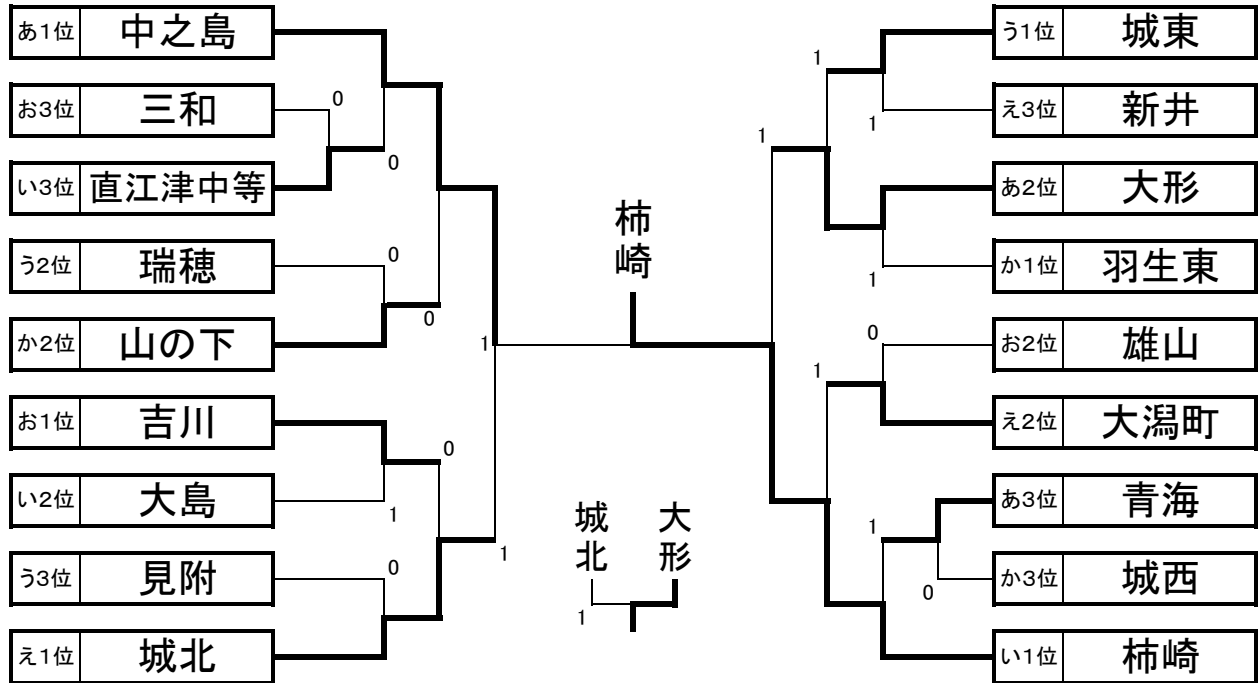 あ1位 中之島
お3位 三和
い3位 直江津中等
う2位 瑞穂
か2位 山の下
お1位 吉川
い2位 大島
う3位 見附
え1位 城北
0
0
0
0
1
0
1
0
1
柿崎
城北
大形
1
1
1
1
1
0
1
1
0
う1位 城東
え3位 新井
あ2位 大形
か1位 羽生東
お2位 雄山
え2位 大潟町
あ3位 青海
か3位 城西
い1位 柿崎